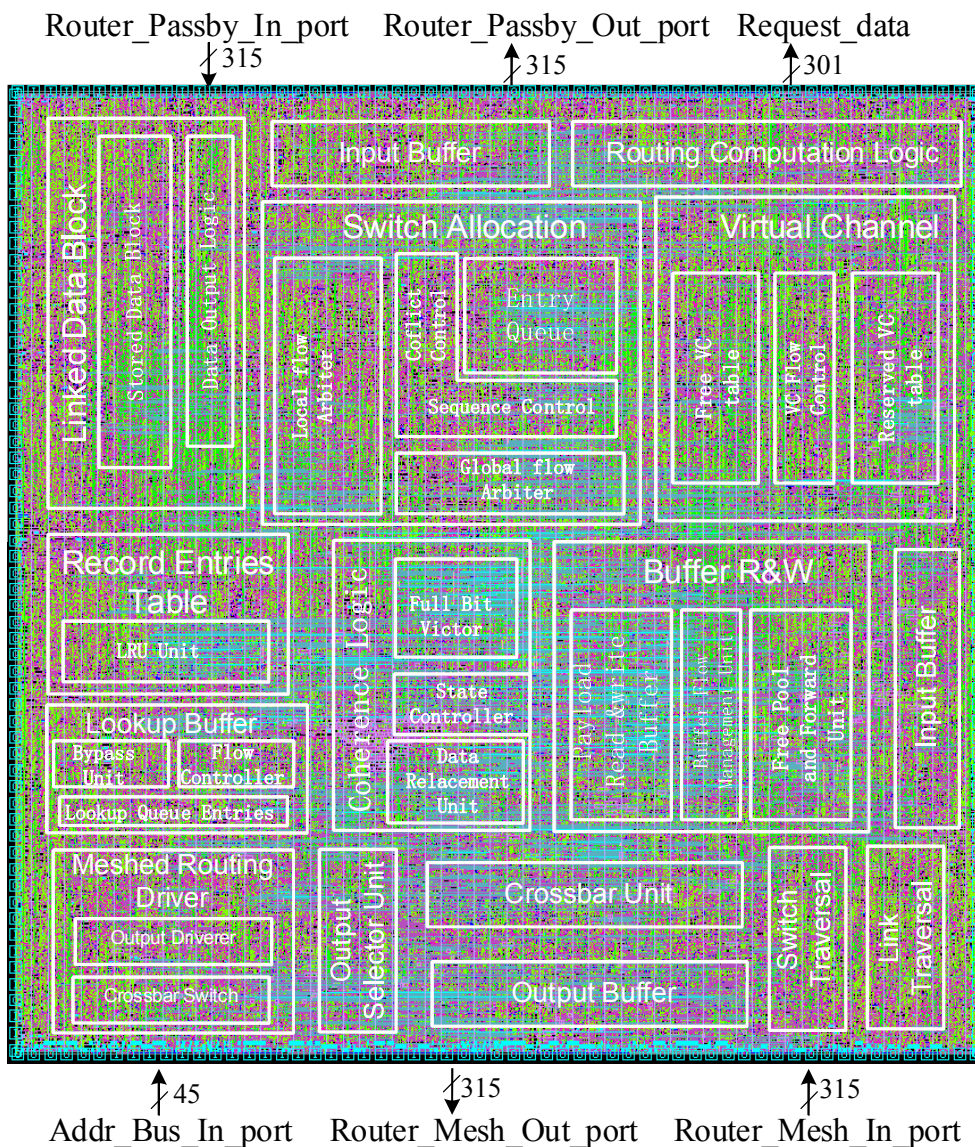 Router_Passby_In_port
Router_Passby_Out_port
Request_data
315
315
301
Linked Data Block
Stored Data Block
Data Output Logic
Input Buffer
Routing Computation Logic
Switch Allocation
Local flow
Arbiter
Coflict
Control
Entry
Queue
Sequence Control
Global flow
Arbiter
Virtual Channel
Free VC
table
VC Flow
Control
Reserved VC
table
Record Entries
Table
LRU Unit
Coherence Logic
Full Bit
Victor
State
Controller
Data
Relacement
Unit
Buffer R&W
Payload
Read &write
Buffer
Buffer Flow
Management Unit
Free Pool
and Forward
Unit
Input Buffer
Lookup Buffer
Bypass
Unit
Flow
Controller
Lookup Queue Bntries
Meshed Routing
Driver
Output Driverer
Crossbar Switch
Output
Selector Unit
Crossbar Unit
Output Buffer
Switch
Traversal
Link
Traversal
45
315
315
Addr_Bus_In_port
Router_Mesh_Out_port
Router_Mesh_In_port